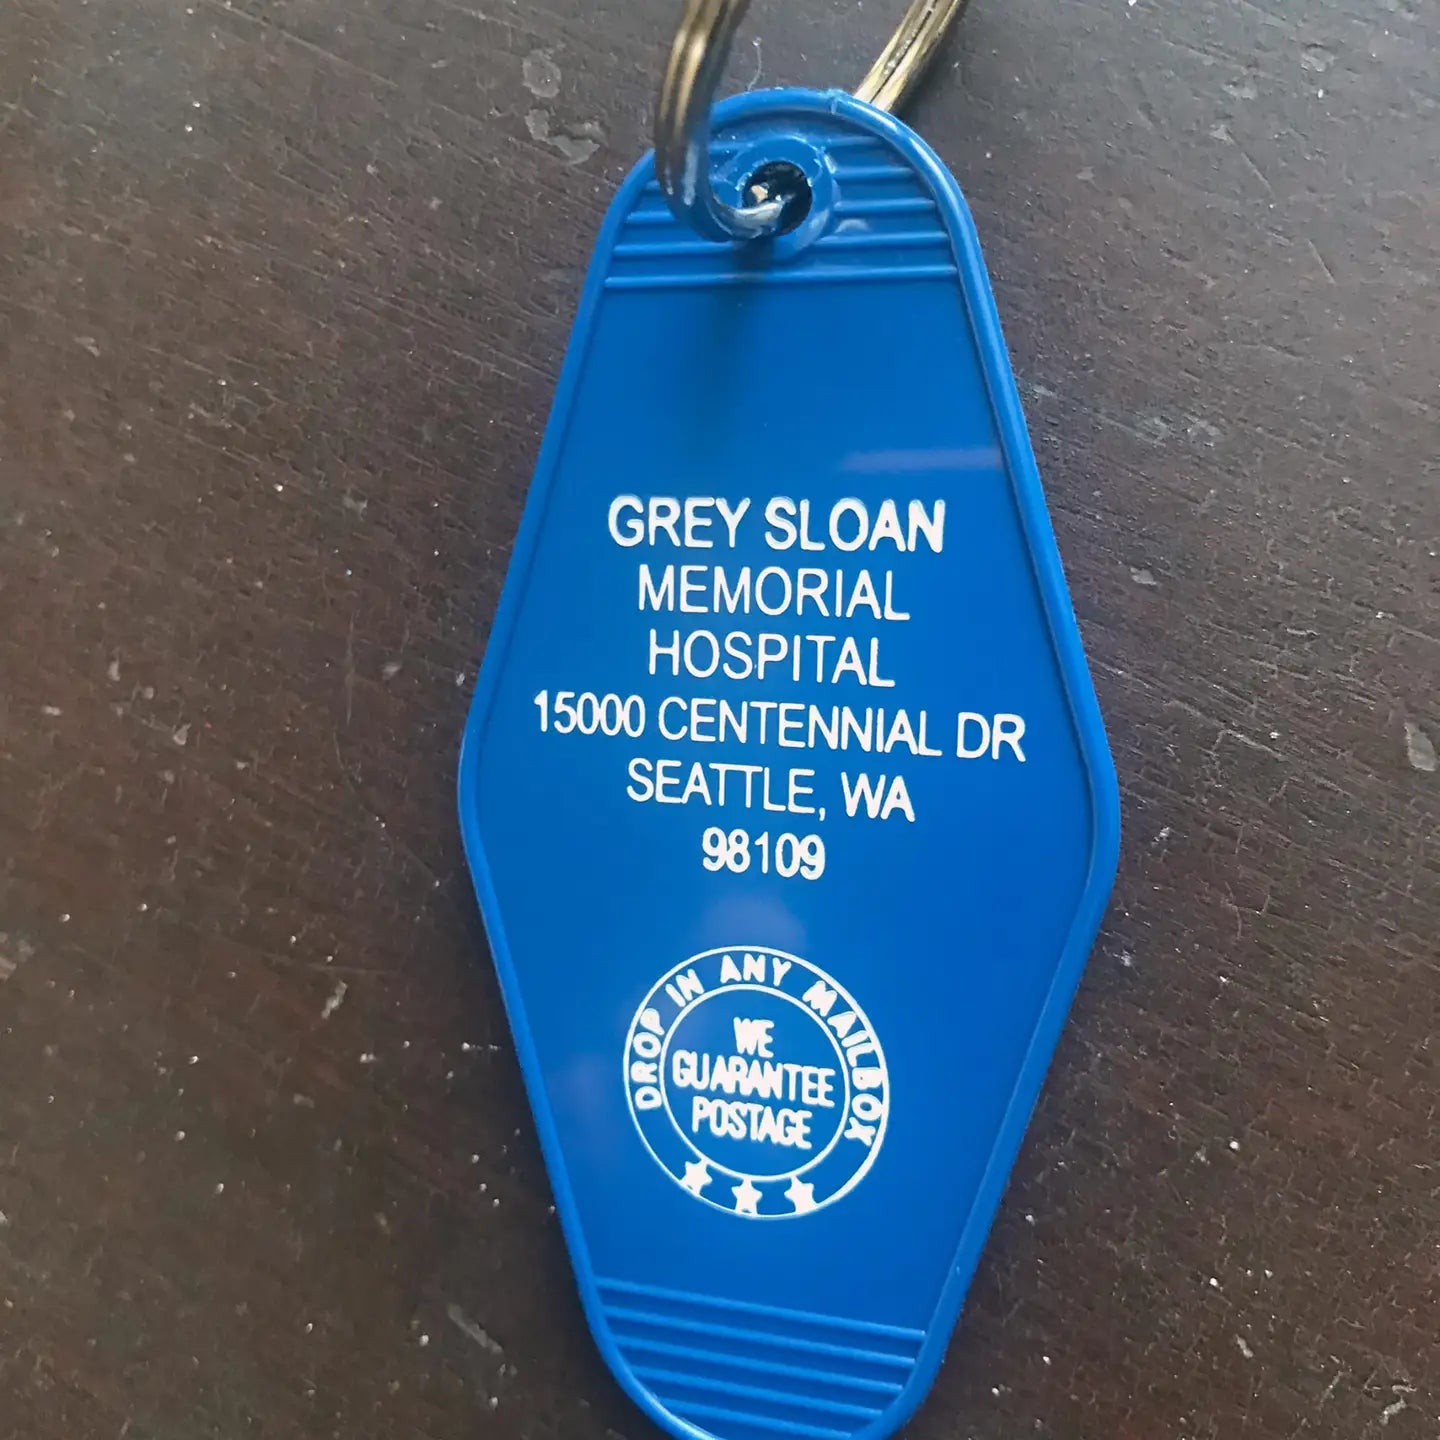 GREY SLOAN
MEMORIAL
HOSPITAL
15000 CENTENNIAL DR
SEATTLE, WA
98109
DROP IN ANY MAILBOX
WE
GUARANTEE
POSTAGE